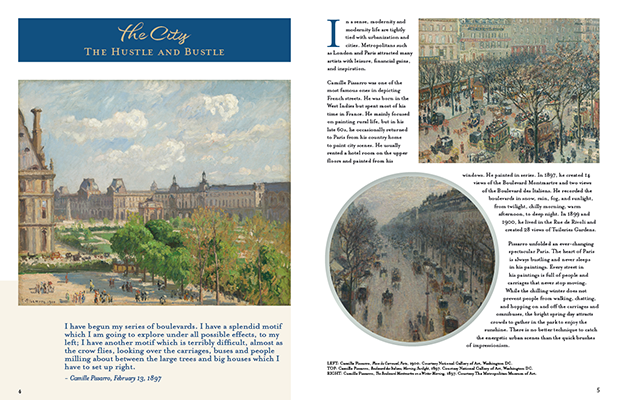 The City
The Hustle and Bustle
I have begun my series of boulevards. I have a splendid motif
which I am going to explore under all possible effects, to my
left; I have another motif which is terribly difficult, almost as
the crow flies, looking over the carriages, buses and people
milling about between the large trees and big houses which I
have to set up right.
- Camille Pissarro, February 13, 1897
4
In a sense, modernity and
modernity life are tightly
tied with urbanization and
cities. Metropolitans such
as London and Paris attracted many
artists with leisure, financial gains,
and inspiration.
Camille Pissarro was one of the
most famous ones in depicting
French streets. He was born in the
West Indies but spent most of his
time in France. He mainly focused
on painting rural life, but in his
late 60s, he occasionally returned
to Paris from his country home
to paint city scenes. He usually
rented a hotel room on the upper
floors and painted from his
windows. He painted in series. In 1897, he created 14
views of the Boulevard Montmartre and two views
of the Boulevard des Italiens. He recorded the
boulevards in snow, rain, fog, and sunlight,
from twilight, chilly morning, warm
afternoon, to deep night. In 1899 and
1900, he lived in the Rue de Rivoli and
created 28 views of Tuileries Gardens.
Pissarro unfolded an ever-changing
spectacular Paris. The heart of Paris
is always bustling and never sleeps
in his paintings. Every street in
his paintings is full of people and
carriages that never stop moving.
While the chilling winter does not
prevent people from walking, chatting,
and hopping on and off the carriages and
omnibuses, the bright spring day attracts
crowds to gather in the park to enjoy the
sunshine. There is no better technique to catch
the energetic urban scenes than the quick brushes
of impressionism.
LEFT: Camille Pissarro, Place du Carrousel, Paris, 1900. Courtesy National Gallery of Art, Washington DC.
TOP: Camille Pissarro, Boulevard des Italiens, Morning, Sunlight, 1897. Courtesy National Gallery of Art, Washington DC.
RIGHT: Camille Pissarro, The Boulevard Montmartre on a Winter Morning, 1897. Courtesy The Metropolitan Museum of Art.
5